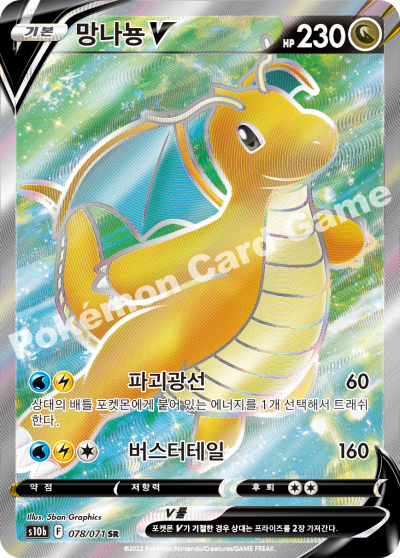 기본 망나뇽 V HP 230
Pokémon Card Game
파괴광선 60
상대의 배틀 포켓몬에게 붙어 있는 에너지를 1개 선택해서 트래쉬
한다.
버스터테일 160
약점 저항력 후퇴
Illus. 5ban Graphics
s10b F 078/071 SR
V 룰
포켓몬 V가 기절한 경우 상대는 프라이즈를 2장 가져간다.
©2022 Pokémon/Nintendo/Creatures/GAME FREAK.